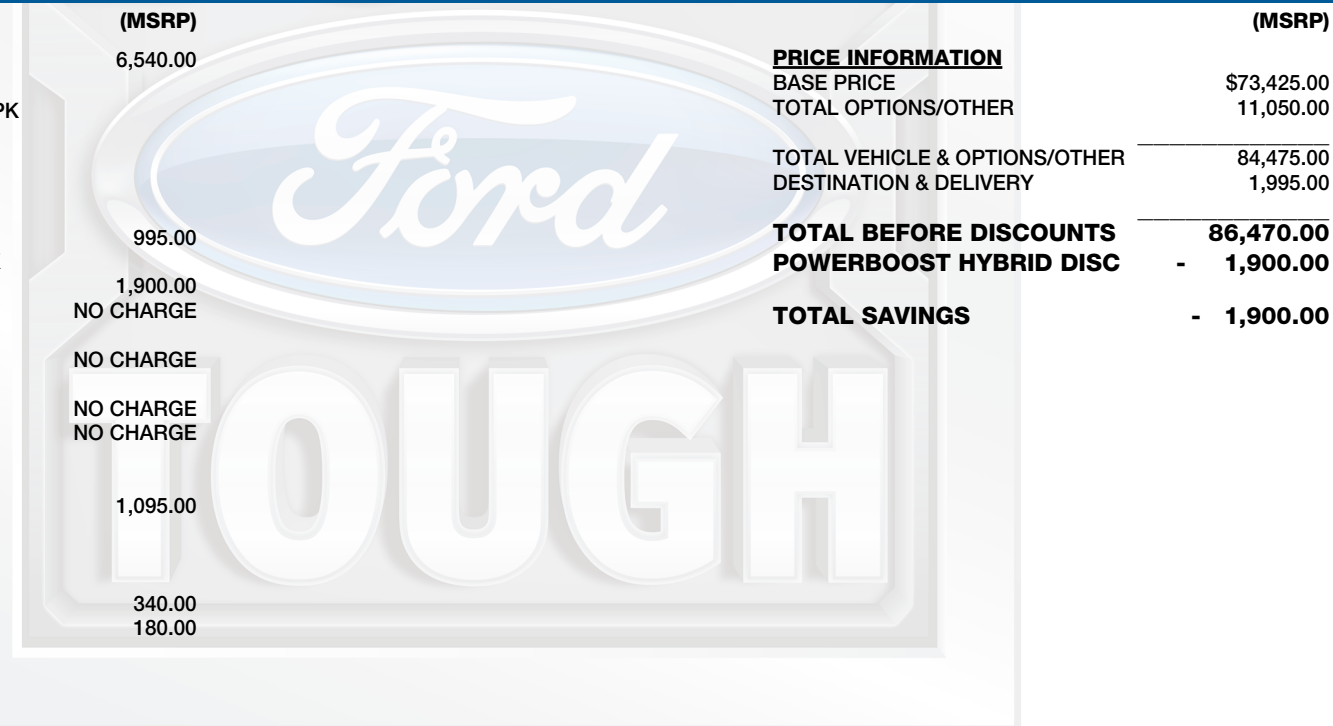 (MSRP)
6,540.00
PK
995.00
1,900.00
NO CHARGE
NO CHARGE
NO CHARGE
NO CHARGE
1,095.00
340.00
180.00
Ford
TOUGH
(MSRP)
PRICE INFORMATION
BASE PRICE $73,425.00
TOTAL OPTIONS/OTHER 11,050.00
TOTAL VEHICLE & OPTIONS/OTHER 84,475.00
DESTINATION & DELIVERY 1,995.00
TOTAL BEFORE DISCOUNTS 86,470.00
POWERBOOST HYBRID DISC - 1,900.00
TOTAL SAVINGS - 1,900.00